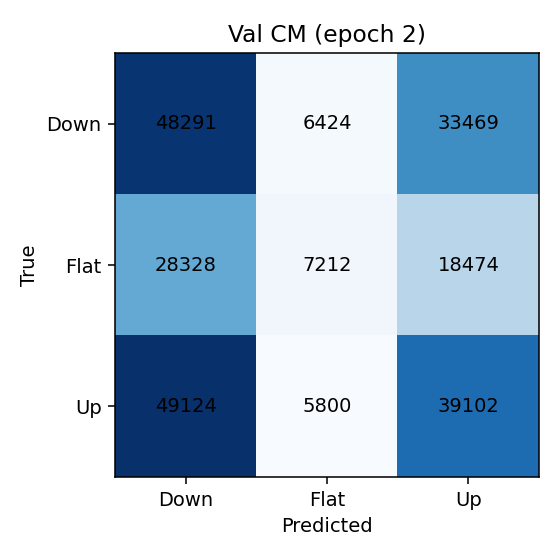 Val CM (epoch 2)
Down 48291 6424 33469
Flat 28328 7212 18474
Up 49124 5800 39102
Down Flat Up
Predicted
True